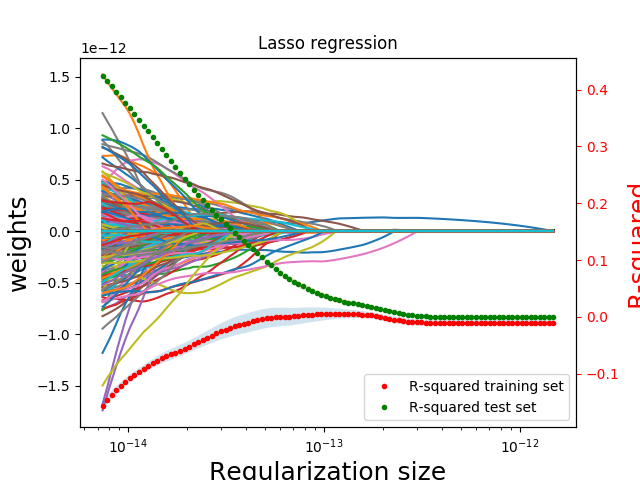 Lasso regression
1e−12
1.5
1.0
0.5
0.0
−0.5
−1.0
−1.5
weights
0.4
0.3
0.2
0.1
0.0
−0.1
R-squared
R-squared training set
R-squared test set
10⁻¹⁴
10⁻¹³
10⁻¹²
Regularization size